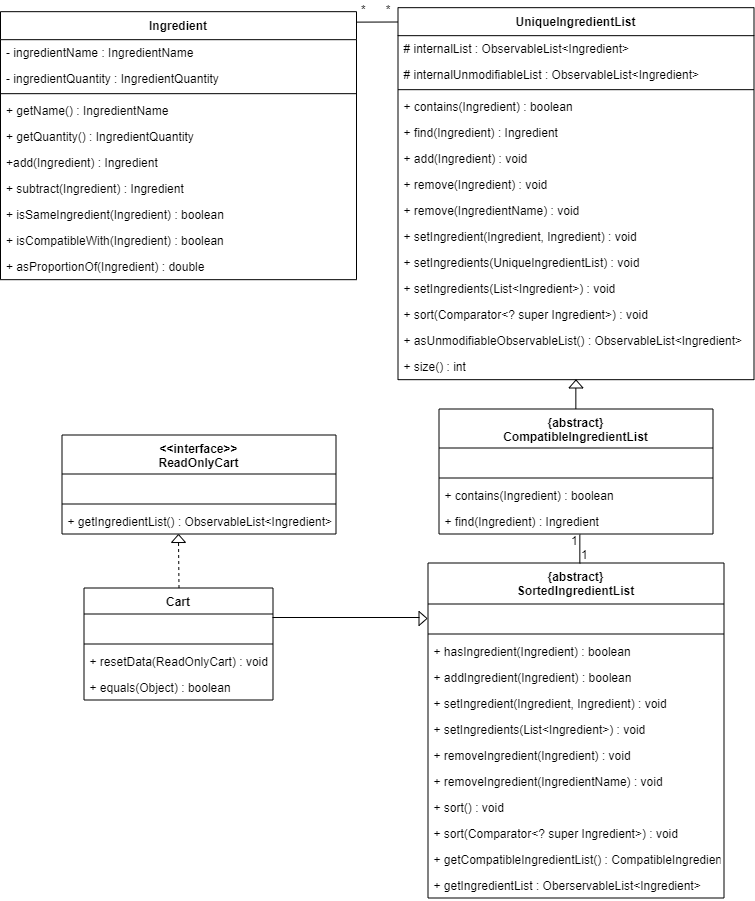 Ingredient
- ingredientName : IngredientName
- ingredientQuantity : IngredientQuantity
+ getName() : IngredientName
+ getQuantity() : IngredientQuantity
+add(Ingredient) : Ingredient
+ subtract(Ingredient) : Ingredient
+ isSameIngredient(Ingredient) : boolean
+ isCompatibleWith(Ingredient) : boolean
+ asProportionOf(Ingredient) : double
* *
UniqueIngredientList
# internalList : ObservableList<Ingredient>
# internalUnmodifiableList : ObservableList<Ingredient>
+ contains(Ingredient) : boolean
+ find(Ingredient) : Ingredient
+ add(Ingredient) : void
+ remove(Ingredient) : void
+ remove(IngredientName) : void
+ setIngredient(Ingredient, Ingredient) : void
+ setIngredients(UniqueIngredientList) : void
+ setIngredients(List<Ingredient>) : void
+ sort(Comparator<? super Ingredient>) : void
+ asUnmodifiableObservableList() : ObservableList<Ingredient>
+ size() : int
{abstract}
CompatibleIngredientList
+ contains(Ingredient) : boolean
+ find(Ingredient) : Ingredient
1
1
<<interface>>
ReadOnlyCart
+ getIngredientList() : ObservableList<Ingredient>
Cart
+ resetData(ReadOnlyCart) : void
+ equals(Object) : boolean
{abstract}
SortedIngredientList
+ hasIngredient(Ingredient) : boolean
+ addIngredient(Ingredient) : boolean
+ setIngredient(Ingredient, Ingredient) : void
+ setIngredients(List<Ingredient>) : void
+ removeIngredient(Ingredient) : void
+ removeIngredient(IngredientName) : void
+ sort() : void
+ sort(Comparator<? super Ingredient>) : void
+ getCompatibleIngredientList() : CompatibleIngredien
+ getIngredientList : OberservableList<Ingredient>